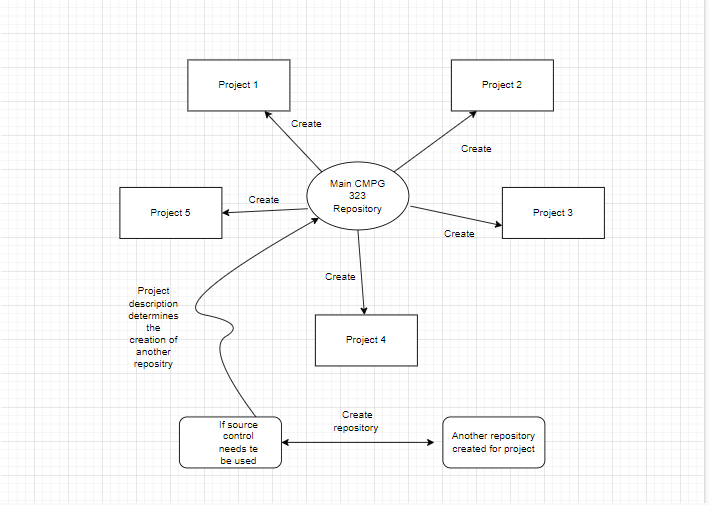 Project 1
Project 2
Create
Create
Main CMPG
323
Repository
Project 5
Create
Project 3
Create
Create
Project
description
determines
the
creation of
another
repositry
Project 4
If source
control
needs te
be used
Create
repository
Another repository
created for project